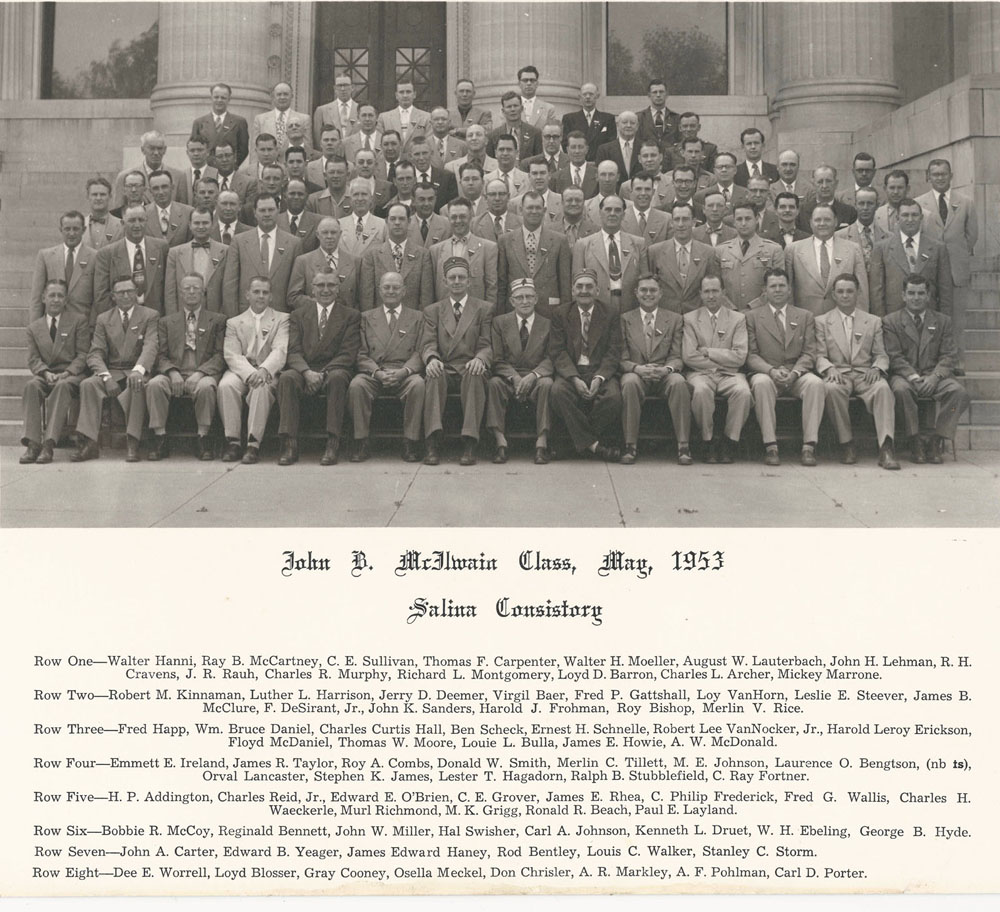 John B. McIlwain Class, May, 1953
Salina Consistory
Row One—Walter Hanni, Ray B. McCartney, C. E. Sullivan, Thomas F. Carpenter, Walter H. Moeller, August W. Lauterbach, John H. Lehman, R. H.
Cravens, J. R. Rauh, Charles R. Murphy, Richard L. Montgomery, Loyd D. Barron, Charles L. Archer, Mickey Marrone.
Row Two—Robert M. Kinnaman, Luther L. Harrison, Jerry D. Deemer, Virgil Baer, Fred P. Gattshall, Loy VanHorn, Leslie E. Steever, James B.
McClure, F. DeSirant, Jr., John K. Sanders, Harold J. Frohman, Roy Bishop, Merlin V. Rice.
Row Three—Fred Happ, Wm. Bruce Daniel, Charles Curtis Hall, Ben Scheck, Ernest H. Schnelle, Robert Lee VanNocker, Jr., Harold Leroy Erickson,
Floyd McDaniel, Thomas W. Moore, Louie L. Bulla, James E. Howie, A. W. McDonald.
Row Four—Emmett E. Ireland, James R. Taylor, Roy A. Combs, Donald W. Smith, Merlin C. Tillett, M. E. Johnson, Laurence O. Bengtson, (nb ts),
Orval Lancaster, Stephen K. James, Lester T. Hagadorn, Ralph B. Stubblefield, C. Ray Fortner.
Row Five—H. P. Addington, Charles Reid, Jr., Edward E. O'Brien, C. E. Grover, James E. Rhea, C. Philip Frederick, Fred G. Wallis, Charles H.
Waeckerle, Murl Richmond, M. K. Grigg, Ronald R. Beach, Paul E. Layland.
Row Six—Bobbie R. McCoy, Reginald Bennett, John W. Miller, Hal Swisher, Carl A. Johnson, Kenneth L. Druet, W. H. Ebeling, George B. Hyde.
Row Seven—John A. Carter, Edward B. Yeager, James Edward Haney, Rod Bentley, Louis C. Walker, Stanley C. Storm.
Row Eight—Dee E. Worrell, Loyd Blosser, Gray Cooney, Osella Meckel, Don Chrisler, A. R. Markley, A. F. Pohlman, Carl D. Porter.